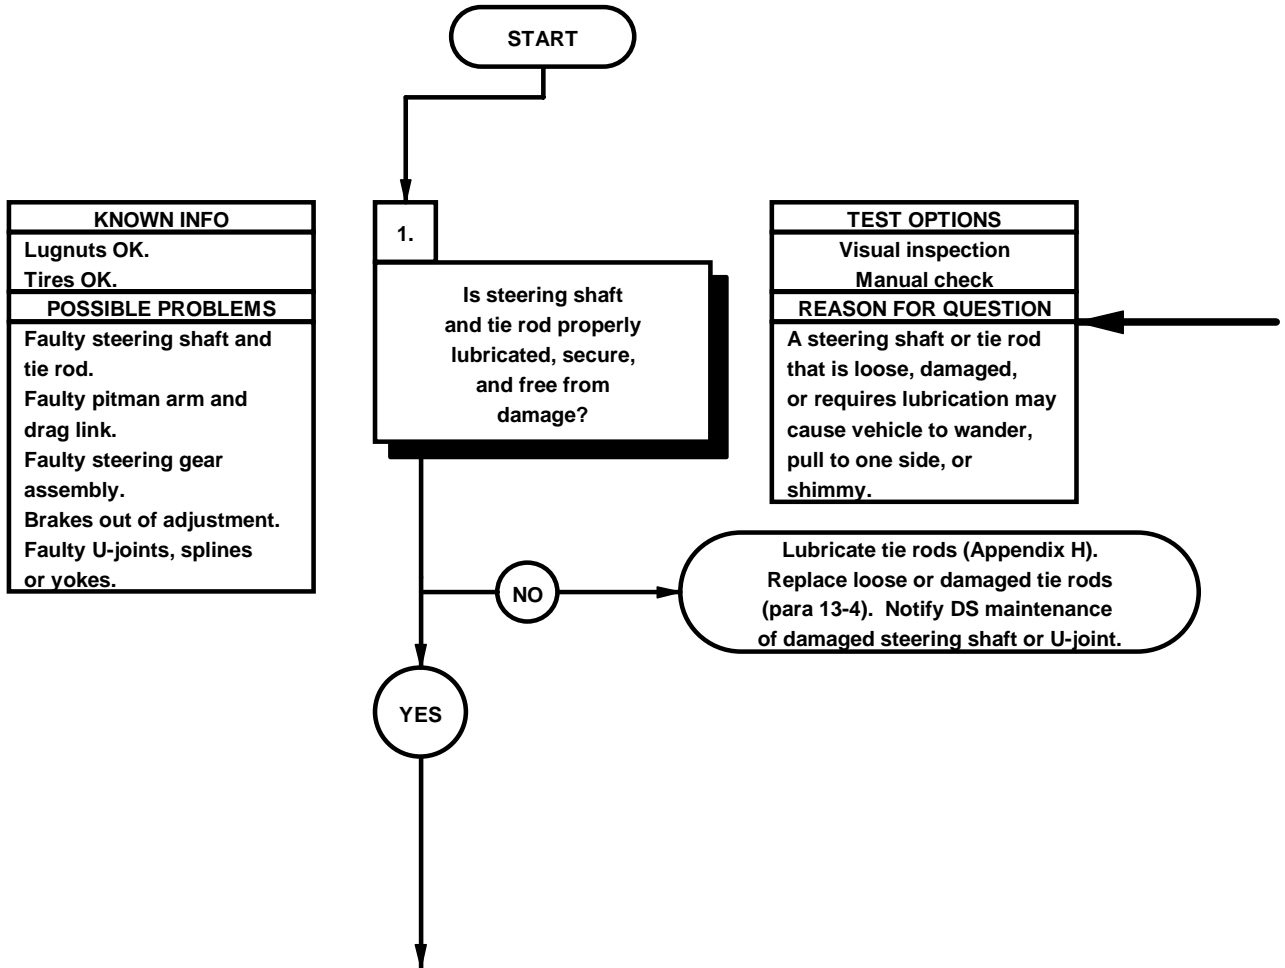 START
KNOWN INFO
Lugnuts OK.
Tires OK.
POSSIBLE PROBLEMS
Faulty steering shaft and
tie rod.
Faulty pitman arm and
drag link.
Faulty steering gear
assembly.
Brakes out of adjustment.
Faulty U-joints, splines
or yokes.
1.
Is steering shaft
and tie rod properly
lubricated, secure,
and free from
damage?
TEST OPTIONS
Visual inspection
Manual check
REASON FOR QUESTION
A steering shaft or tie rod
that is loose, damaged,
or requires lubrication may
cause vehicle to wander,
pull to one side, or
shimmy.
NO
Lubricate tie rods (Appendix H).
Replace loose or damaged tie rods
(para 13-4).  Notify DS maintenance
of damaged steering shaft or U-joint.
YES